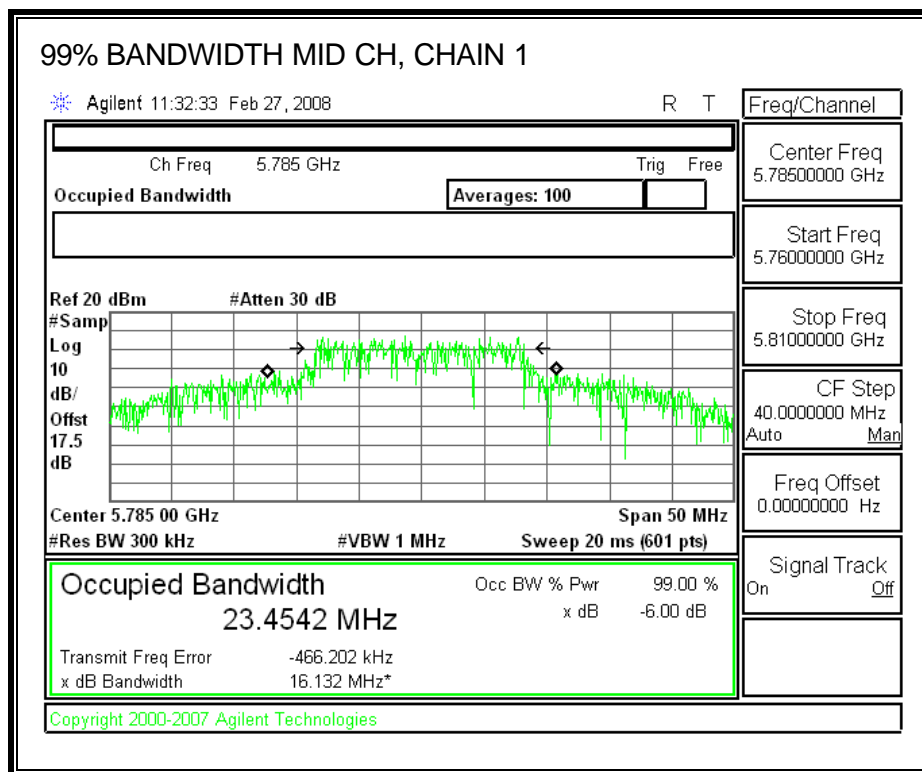 99% BANDWIDTH MID CH, CHAIN 1
Agilent 11:32:33 Feb 27, 2008 R T
Freq/Channel
Ch Freq 5.785 GHz Trig Free
Occupied Bandwidth Averages: 100
Center Freq
5.78500000 GHz
Start Freq
5.76000000 GHz
Ref 20 dBm #Atten 30 dB
#Samp
Log
10
dB/
Offst
17.5
dB
Stop Freq
5.81000000 GHz
CF Step
40.0000000 MHz
Auto Man
Freq Offset
0.00000000 Hz
Center 5.785 00 GHz Span 50 MHz
#Res BW 300 kHz #VBW 1 MHz Sweep 20 ms (601 pts)
Signal Track
On Off
Occupied Bandwidth Occ BW % Pwr 99.00 %
23.4542 MHz x dB -6.00 dB
Transmit Freq Error -466.202 kHz
x dB Bandwidth 16.132 MHz*
Copyright 2000-2007 Agilent Technologies